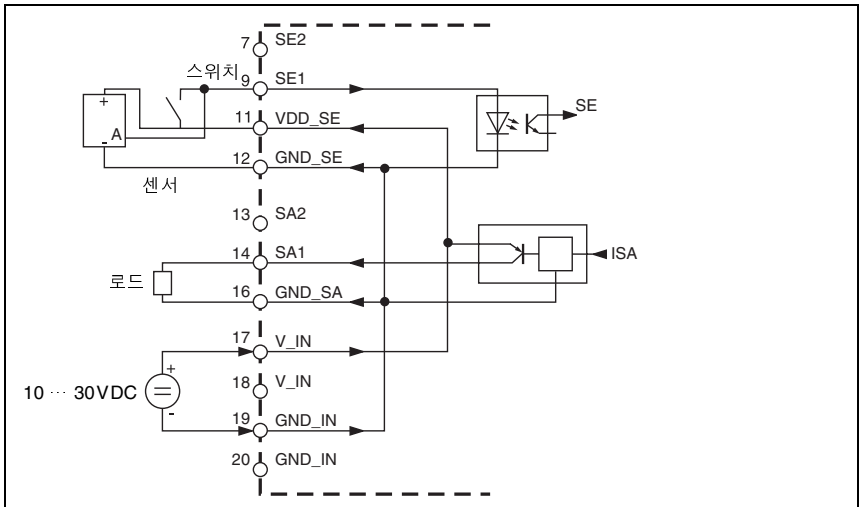 7 SE2
스위치
9 SE1
SE
+
11 VDD_SE
A
-
12 GND_SE
센서
13 SA2
14 SA1
ISA
로드
16 GND_SA
17 V_IN
+
10 ··· 30VDC
18 V_IN
-
19 GND_IN
20 GND_IN